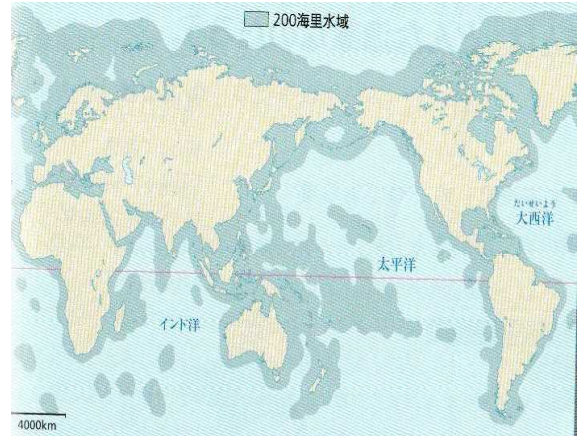 200海里水域
たいせいよう
大西洋
太平洋
インド洋
4000km